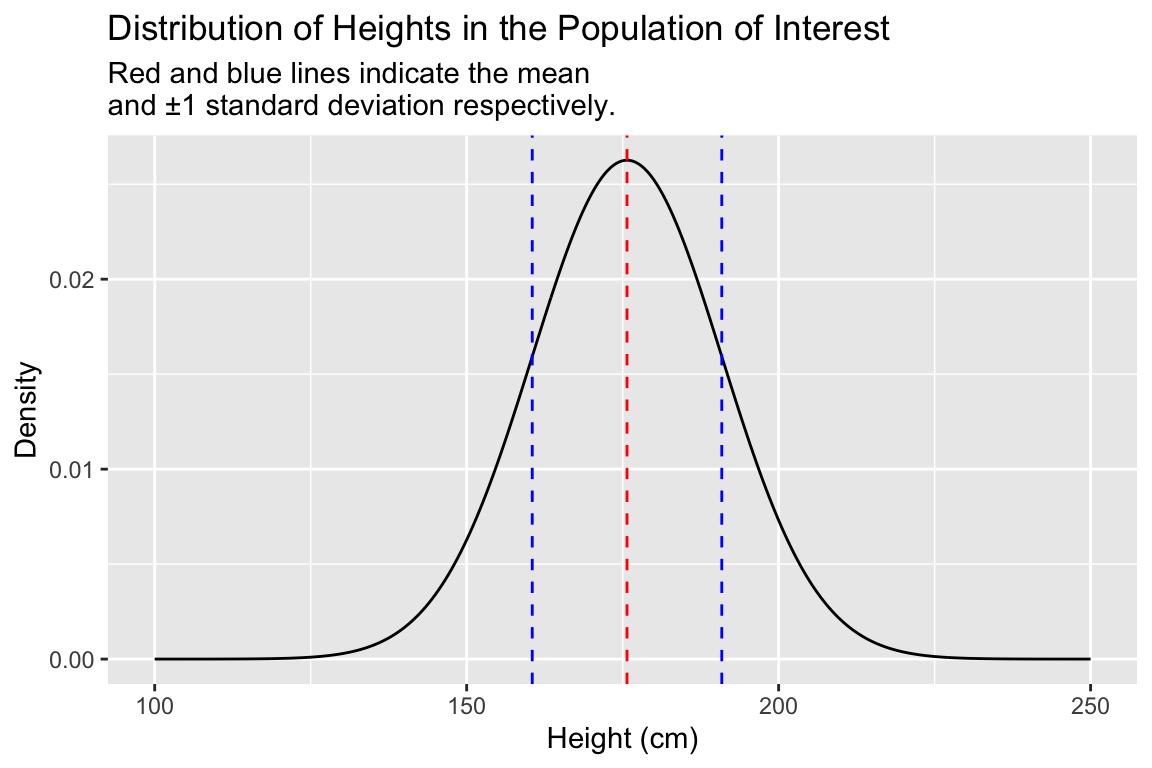 Distribution of Heights in the Population of Interest
Red and blue lines indicate the mean
and ±1 standard deviation respectively.
Density
0.02
0.01
0.00
100
150
200
250
Height (cm)